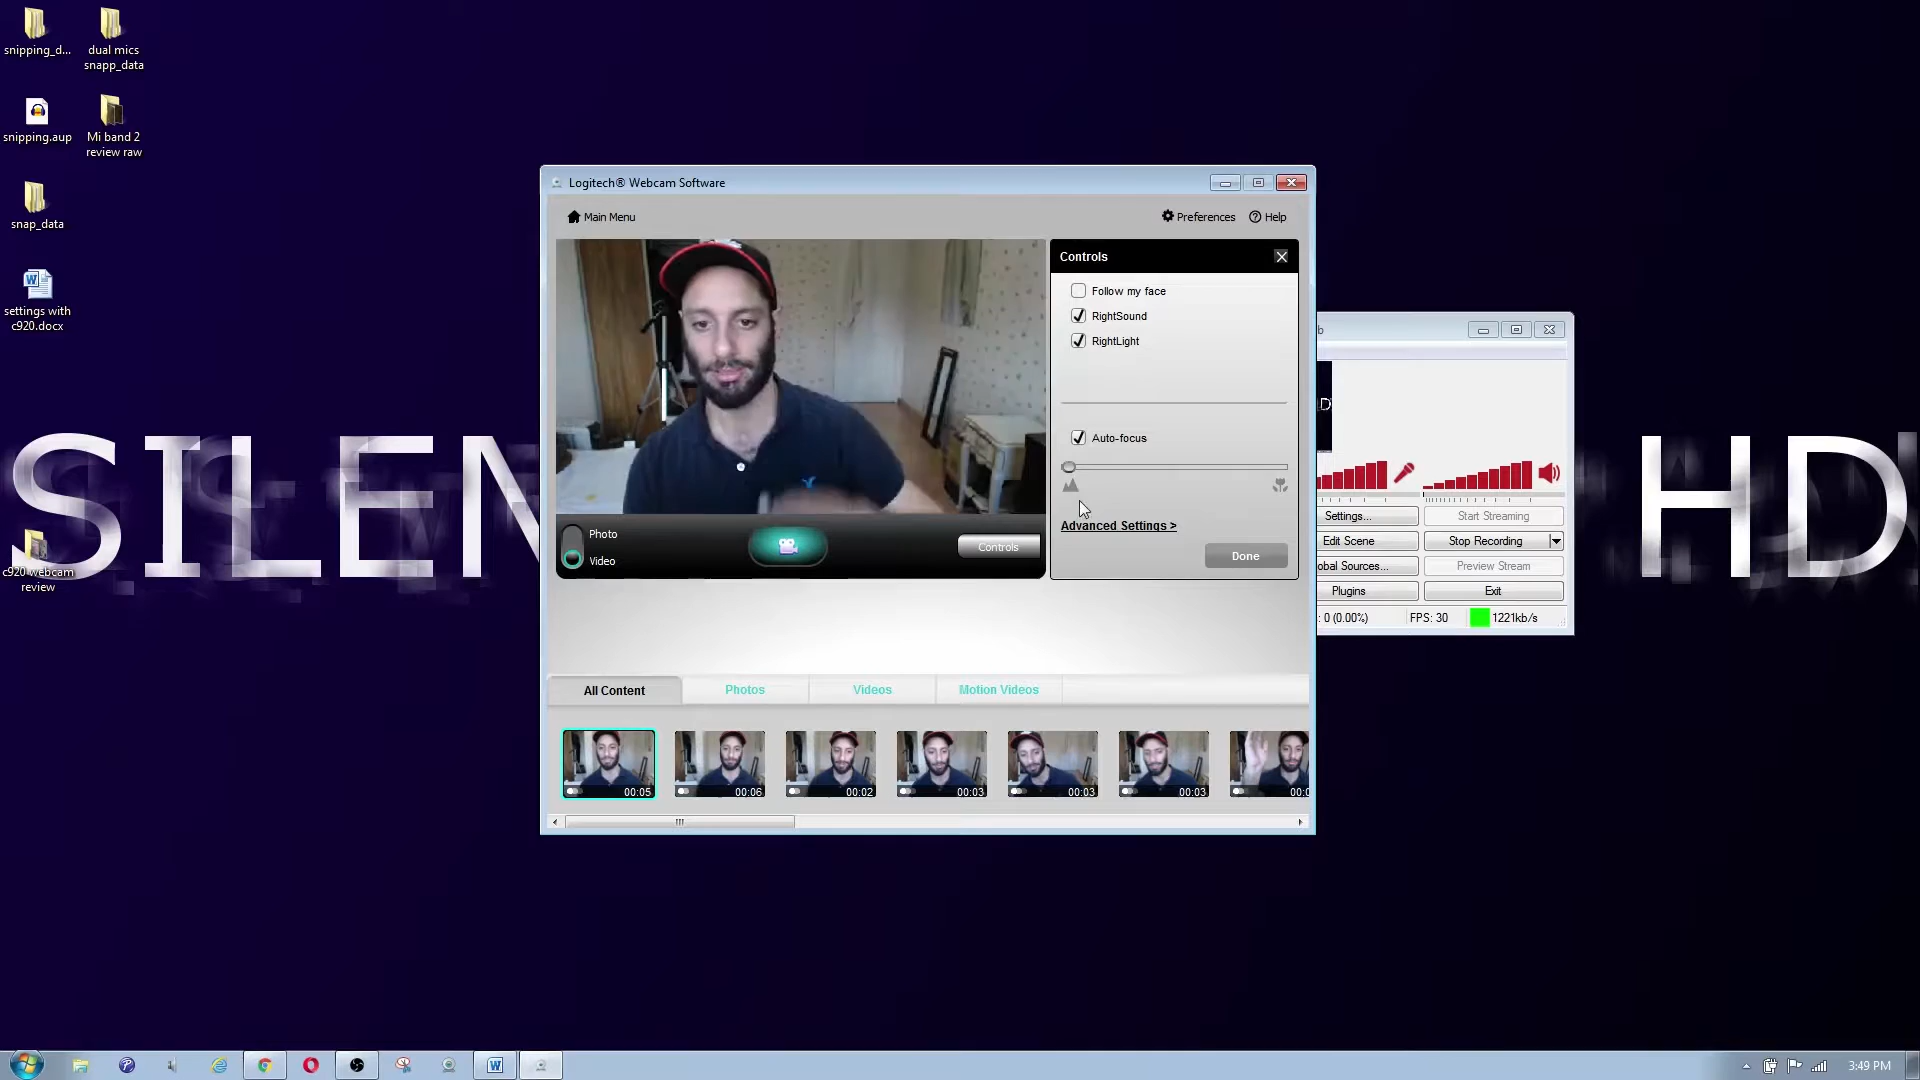 snipping_d...
dual mics
snapp_data
snipping.aup
Mi band 2
review raw
snap_data
settings with
c920.docx
c920 webcam
review
SILEN
HD
Logitech® Webcam Software
Main Menu
Preferences
Help
Controls
Follow my face
RightSound
RightLight
Auto-focus
Advanced Settings >
Done
Photo
Video
Controls
All Content
Photos
Videos
Motion Videos
00:05
00:06
00:02
00:03
00:03
00:03
b
D
Settings...
Start Streaming
Edit Scene
Stop Recording
obal Sources...
Preview Stream
Plugins
Exit
: 0 (0.00%)
FPS: 30
1221kb/s
3:49 PM